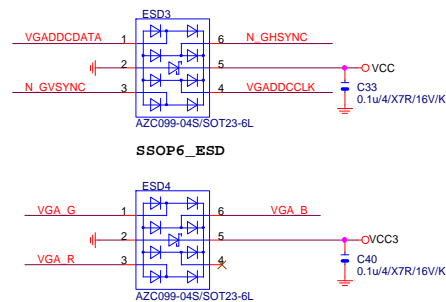 ESD3
VGADDCDATA 1 6 N_GHSYNC
2 5 VCC
N_GVSYNC 3 4 VGADDCCLK
C33
0.1u/4/X7R/16V/K
AZC099-04S/SOT23-6L
SSOP6_ESD
ESD4
VGA_G 1 6 VGA_B
2 5 VCC3
VGA_R 3 4
C40
0.1u/4/X7R/16V/K
AZC099-04S/SOT23-6L